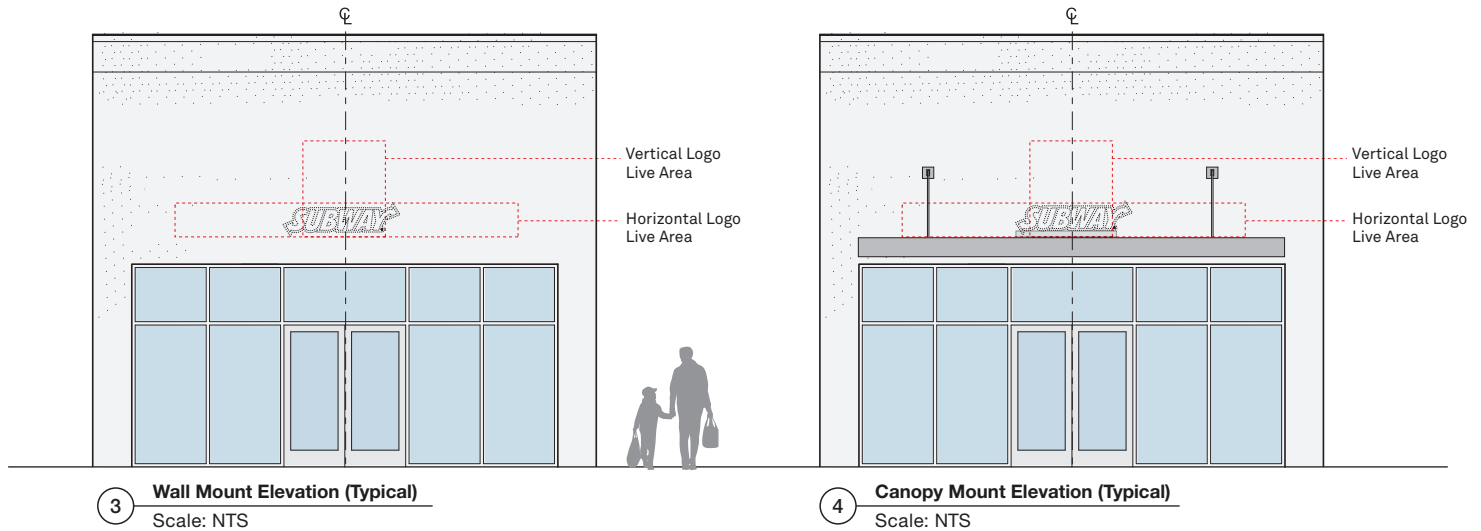 ℄
℄
Vertical Logo
Live Area
Horizontal Logo
Live Area
SUBWAY
Vertical Logo
Live Area
Horizontal Logo
Live Area
SUBWAY
3
Wall Mount Elevation (Typical)
Scale: NTS
4
Canopy Mount Elevation (Typical)
Scale: NTS